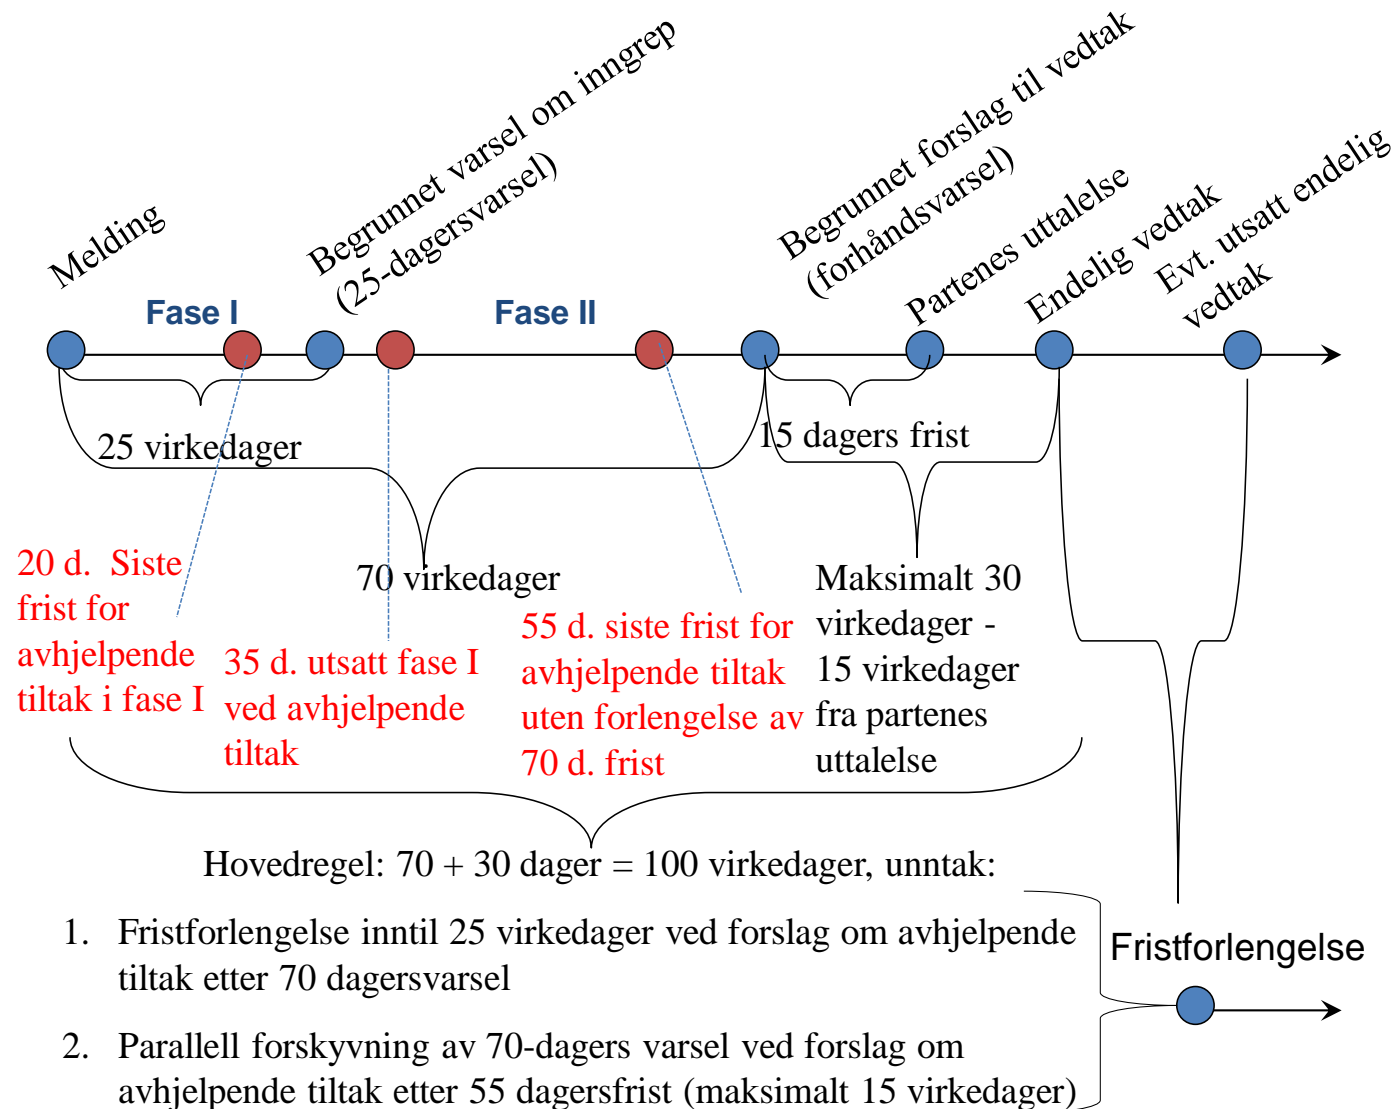 Melding
Begrunnet varsel om inngrep
(25-dagersvarsel)
Begrunnet forslag til vedtak
(forhåndsvarsel)
Partenes uttalelse
Endelig vedtak
Evt. utsatt endelig
vedtak
Fase I
Fase II
25 virkedager
15 dagers frist
70 virkedager
20 d.  Siste
frist for
avhjelpende
tiltak i fase I
35 d. utsatt fase I
ved avhjelpende
tiltak
55 d. siste frist for
avhjelpende tiltak
uten forlengelse av
70 d. frist
Maksimalt 30
virkedager -
15 virkedager
fra partenes
uttalelse
Hovedregel: 70 + 30 dager = 100 virkedager, unntak:
1. Fristforlengelse inntil 25 virkedager ved forslag om avhjelpende
tiltak etter 70 dagersvarsel
2. Parallell forskyvning av 70-dagers varsel ved forslag om
avhjelpende tiltak etter 55 dagersfrist (maksimalt 15 virkedager)
Fristforlengelse